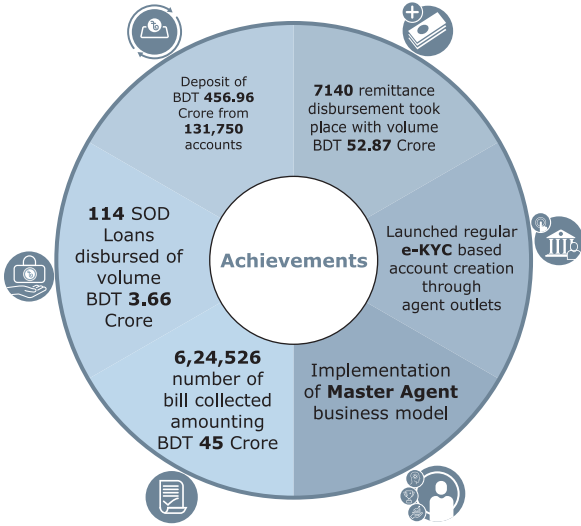 Deposit of
BDT 456.96
Crore from
131,750
accounts
7140 remittance
disbursement took
place with volume
BDT 52.87 Crore
114 SOD
Loans
disbursed of
volume
BDT 3.66
Crore
Achievements
Launched regular
e-KYC based
account creation
through
agent outlets
6,24,526
number of
bill collected
amounting
BDT 45 Crore
Implementation
of Master Agent
business model